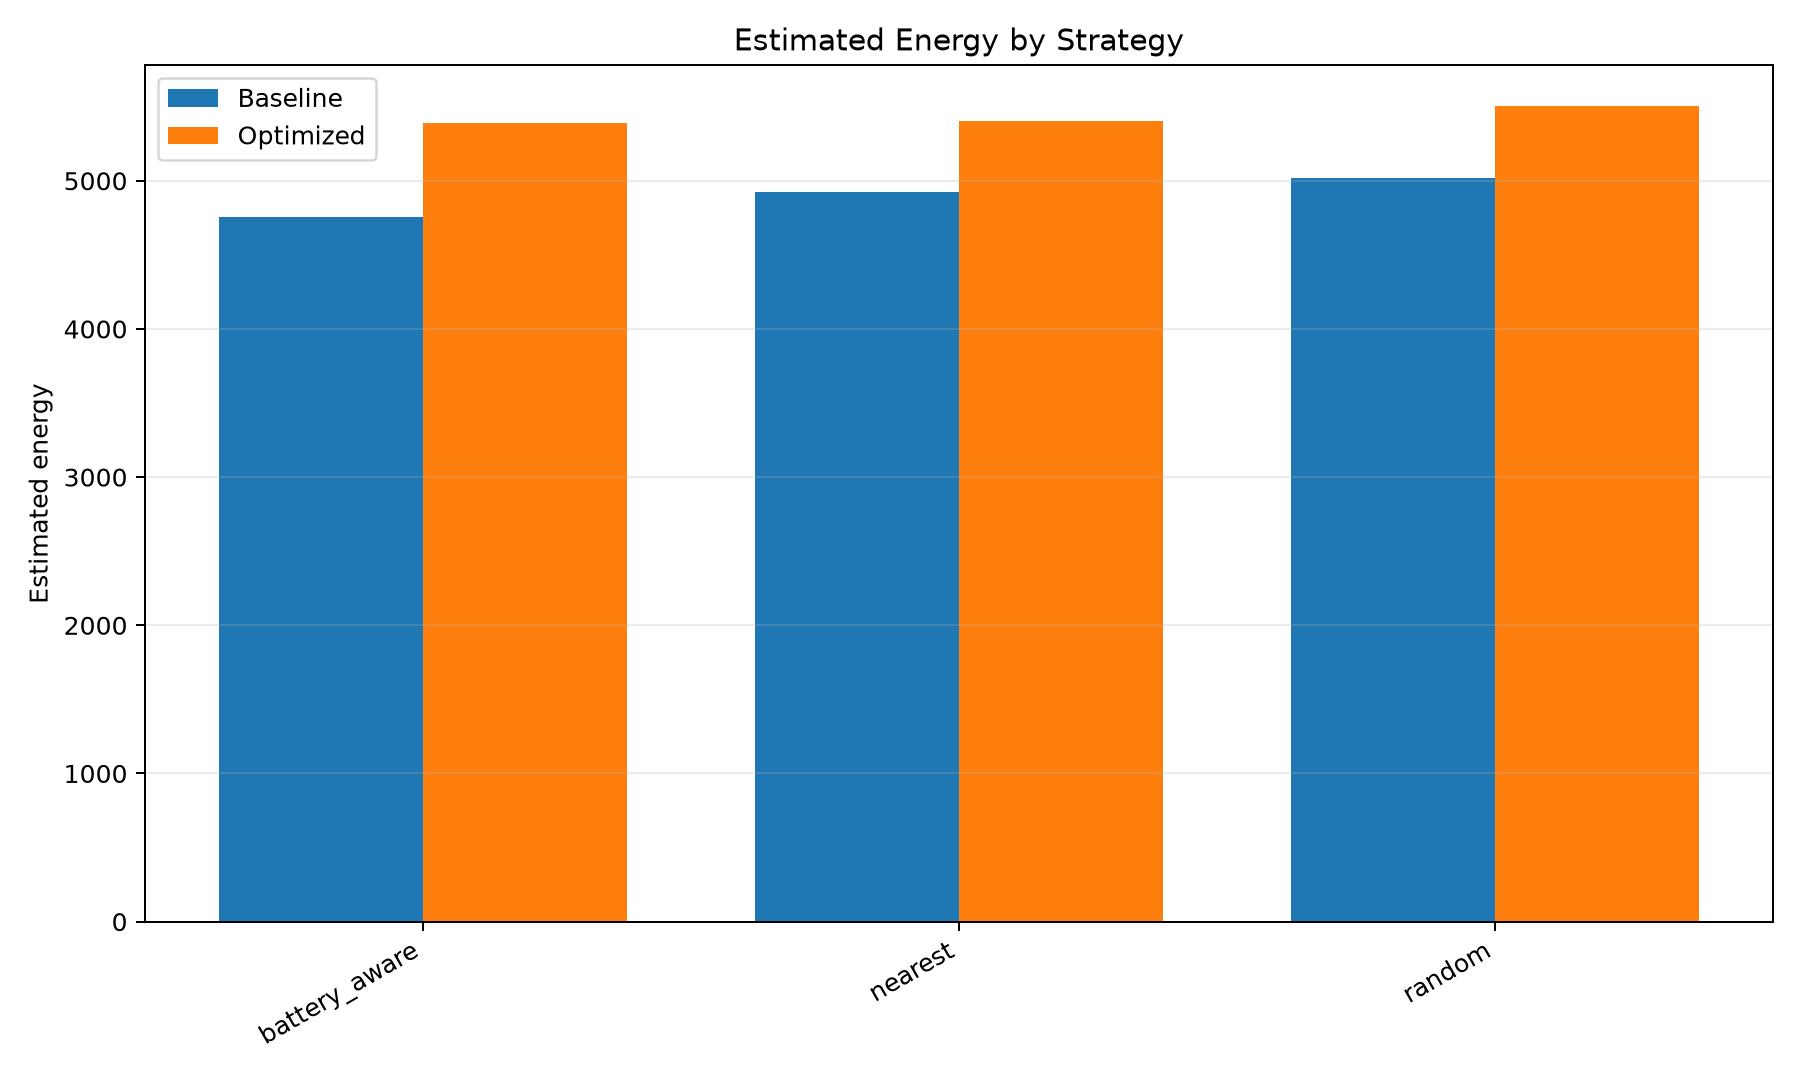 Estimated Energy by Strategy
Baseline
Optimized
Estimated energy
5000
4000
3000
2000
1000
0
battery_aware
nearest
random